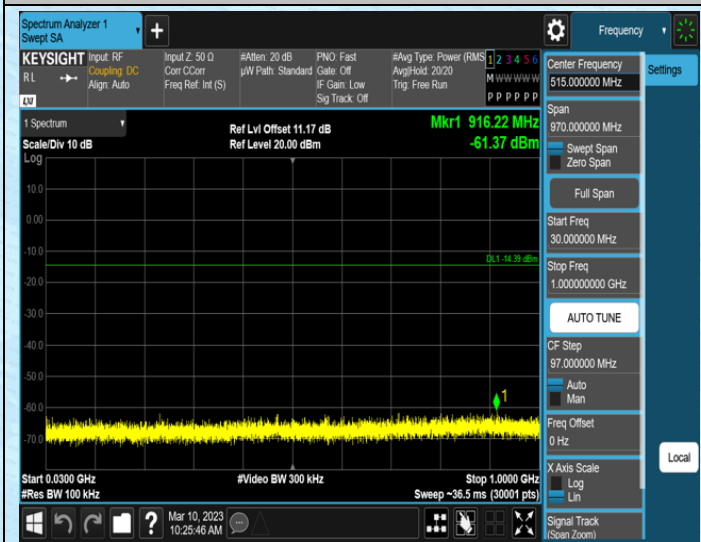 Spectrum Analyzer 1
Swept SA
+
Frequency
KEYSIGHT
R L
LXI
Input: RF
Coupling: DC
Align: Auto
Input Z: 50 Ω
Corr CCorr
Freq Ref: Int (S)
#Atten: 20 dB
µW Path: Standard
PNO: Fast
Gate: Off
IF Gain: Low
Sig Track: Off
#Avg Type: Power (RMS
Avg|Hold: 20/20
Trig: Free Run
1 2 3 4 5 6
M W W W W W
P P P P P P
1 Spectrum
Scale/Div 10 dB
Log
Ref Lvl Offset 11.17 dB
Ref Level 20.00 dBm
Mkr1 916.22 MHz
-61.37 dBm
10.0
0.00
-10.0
DL1 -14.39 dBm
-20.0
-30.0
-40.0
-50.0
-60.0
-70.0
1
Start 0.0300 GHz
#Res BW 100 kHz
#Video BW 300 kHz
Stop 1.0000 GHz
Sweep ~36.5 ms (30001 pts)
?
Mar 10, 2023
10:25:46 AM
Center Frequency
515.000000 MHz
Settings
Span
970.000000 MHz
Swept Span
Zero Span
Full Span
Start Freq
30.000000 MHz
Stop Freq
1.000000000 GHz
AUTO TUNE
CF Step
97.000000 MHz
Auto
Man
Freq Offset
0 Hz
X Axis Scale
Log
Lin
Local
Signal Track
(Span Zoom)